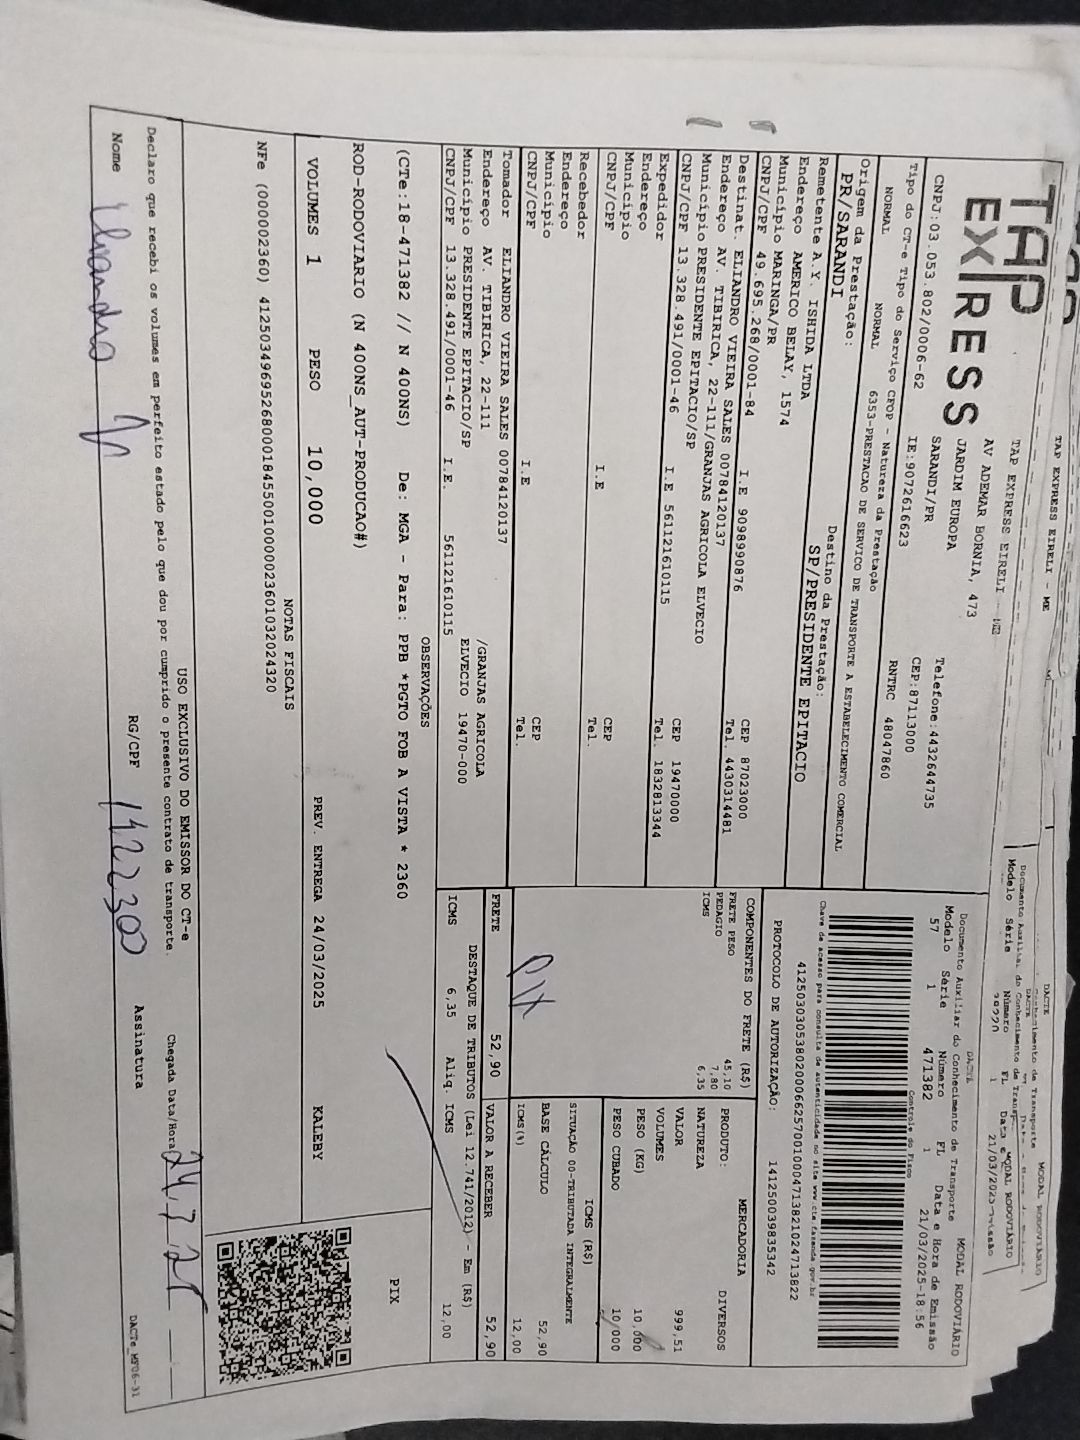 TAP
EXPRESS
TAP EXPRESS EIRELI - ME
TAP EXPRESS EIRELI
AV ADEMAR BORNIA, 473
JARDIM EUROPA
SARANDI/PR
CEP:87113000
Telefone:4432644735
CNPJ:03.053.802/0006-62
IE:9072616623
RNTRC 48047860
DACTE
MODAL RODOVIÁRIO
Documento Auxiliar do Conhecimento de Transporte
Modelo Série Número FL Data e Hora de Emissão
57 1 471382 1 21/03/2025-18:56
Controle do Fisco
Tipo do CT-e Tipo do Serviço CFOP - Natureza da Prestação
NORMAL NORMAL 6353-PRESTACAO DE SERVICO DE TRANSPORTE A ESTABELECIMENTO COMERCIAL
Chave de acesso para consulta de autenticidade no site www.cte.fazenda.gov.br
41250303053802000662570010004713821024713822
PROTOCOLO DE AUTORIZAÇÃO: 141250039835342
Origem da Prestação:
PR/SARANDI
Destino da Prestação:
SP/PRESIDENTE EPITACIO
Remetente A.Y. ISHIDA LTDA
Endereço AMERICO BELAY, 1574
Município MARINGA/PR CEP 87023000
CNPJ/CPF 49.695.268/0001-84 I.E 9098990876 Tel. 4430314481
Destinat. ELIANDRO VIEIRA SALES 00784120137
Endereço AV. TIBIRICA, 22-111/GRANJAS AGRICOLA ELVECIO
Município PRESIDENTE EPITACIO/SP CEP 19470000
CNPJ/CPF 13.328.491/0001-46 I.E 561121610115 Tel. 1832813344
Expedidor
Endereço
Município CEP
CNPJ/CPF I.E Tel.
Recebedor
Endereço
Município CEP
CNPJ/CPF I.E Tel.
Tomador ELIANDRO VIEIRA SALES 00784120137
Endereço AV. TIBIRICA, 22-111 /GRANJAS AGRICOLA
Município PRESIDENTE EPITACIO/SP ELVECIO 19470-000
CNPJ/CPF 13.328.491/0001-46 I.E. 561121610115
COMPONENTES DO FRETE (R$)
FRETE PESO 45,10
PEDAGIO 7,80
ICMS 6,35
PIX
MERCADORIA
PRODUTO: DIVERSOS
NATUREZA
VALOR 999,51
VOLUMES
PESO (KG) 10,000
PESO CUBADO 10,000
ICMS (R$)
SITUAÇÃO 00-TRIBUTADA INTEGRALMENTE
BASE CÁLCULO 52,90
ICMS(%) 12,00
FRETE 52,90 VALOR A RECEBER 52,90
DESTAQUE DE TRIBUTOS (Lei 12.741/2012) - Em (R$)
ICMS 6,35 Aliq. ICMS 12,00
OBSERVAÇÕES
(CTe:18-471382 // N 400NS) De: MGA - Para: PPB *PGTO FOB A VISTA * 2360
PIX
ROD-RODOVIARIO (N 400NS_AUT-PRODUCAO#)
VOLUMES 1 PESO 10,000 PREV. ENTREGA 24/03/2025 KALEBY
NOTAS FISCAIS
NFe (000002360) 41250349695268000184550010000023601032024320
USO EXCLUSIVO DO EMISSOR DO CT-e
Declaro que recebi os volumes em perfeito estado pelo que dou por cumprido o presente contrato de transporte.
Chegada Data/Hora
Nome RG/CPF Assinatura
DACTe_MP06-31